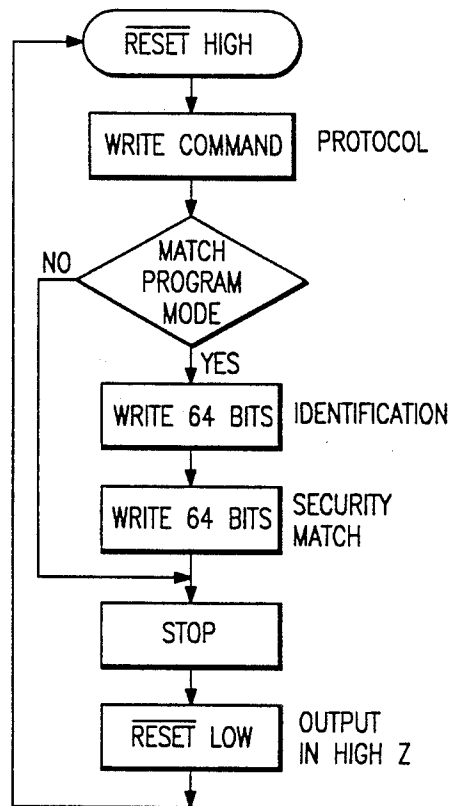 RESET HIGH
WRITE COMMAND
PROTOCOL
MATCH
PROGRAM
MODE
NO
YES
WRITE 64 BITS
IDENTIFICATION
WRITE 64 BITS
SECURITY
MATCH
STOP
RESET LOW
OUTPUT
IN HIGH Z